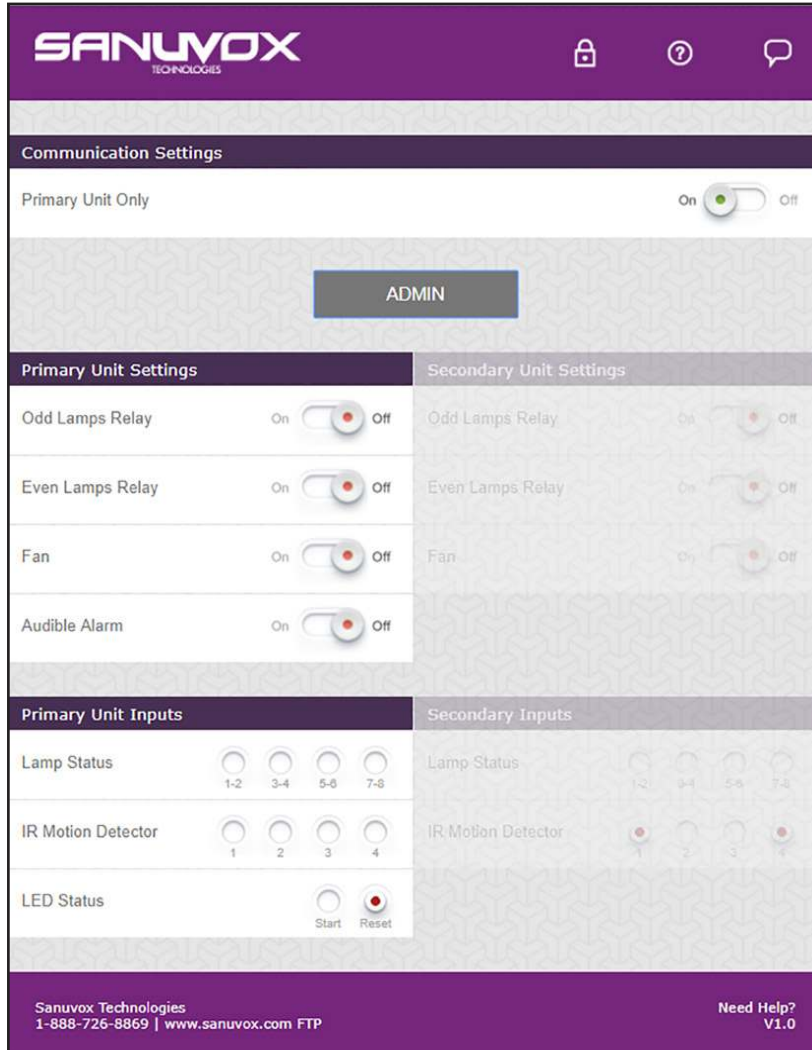 SANUVOX
TECHNOLOGIES
Communication Settings
Primary Unit Only On Off
ADMIN
Primary Unit Settings
Odd Lamps Relay On Off
Even Lamps Relay On Off
Fan On Off
Audible Alarm On Off
Secondary Unit Settings
Odd Lamps Relay On Off
Even Lamps Relay On Off
Fan On Off
Primary Unit Inputs
Lamp Status
1-2 3-4 5-6 7-8
IR Motion Detector
1 2 3 4
LED Status
Start Reset
Secondary Inputs
Lamp Status
1-2 3-4 5-6 7-8
IR Motion Detector
1 2 3 4
Sanuvox Technologies
1-888-726-8869 | www.sanuvox.com FTP
Need Help?
V1.0